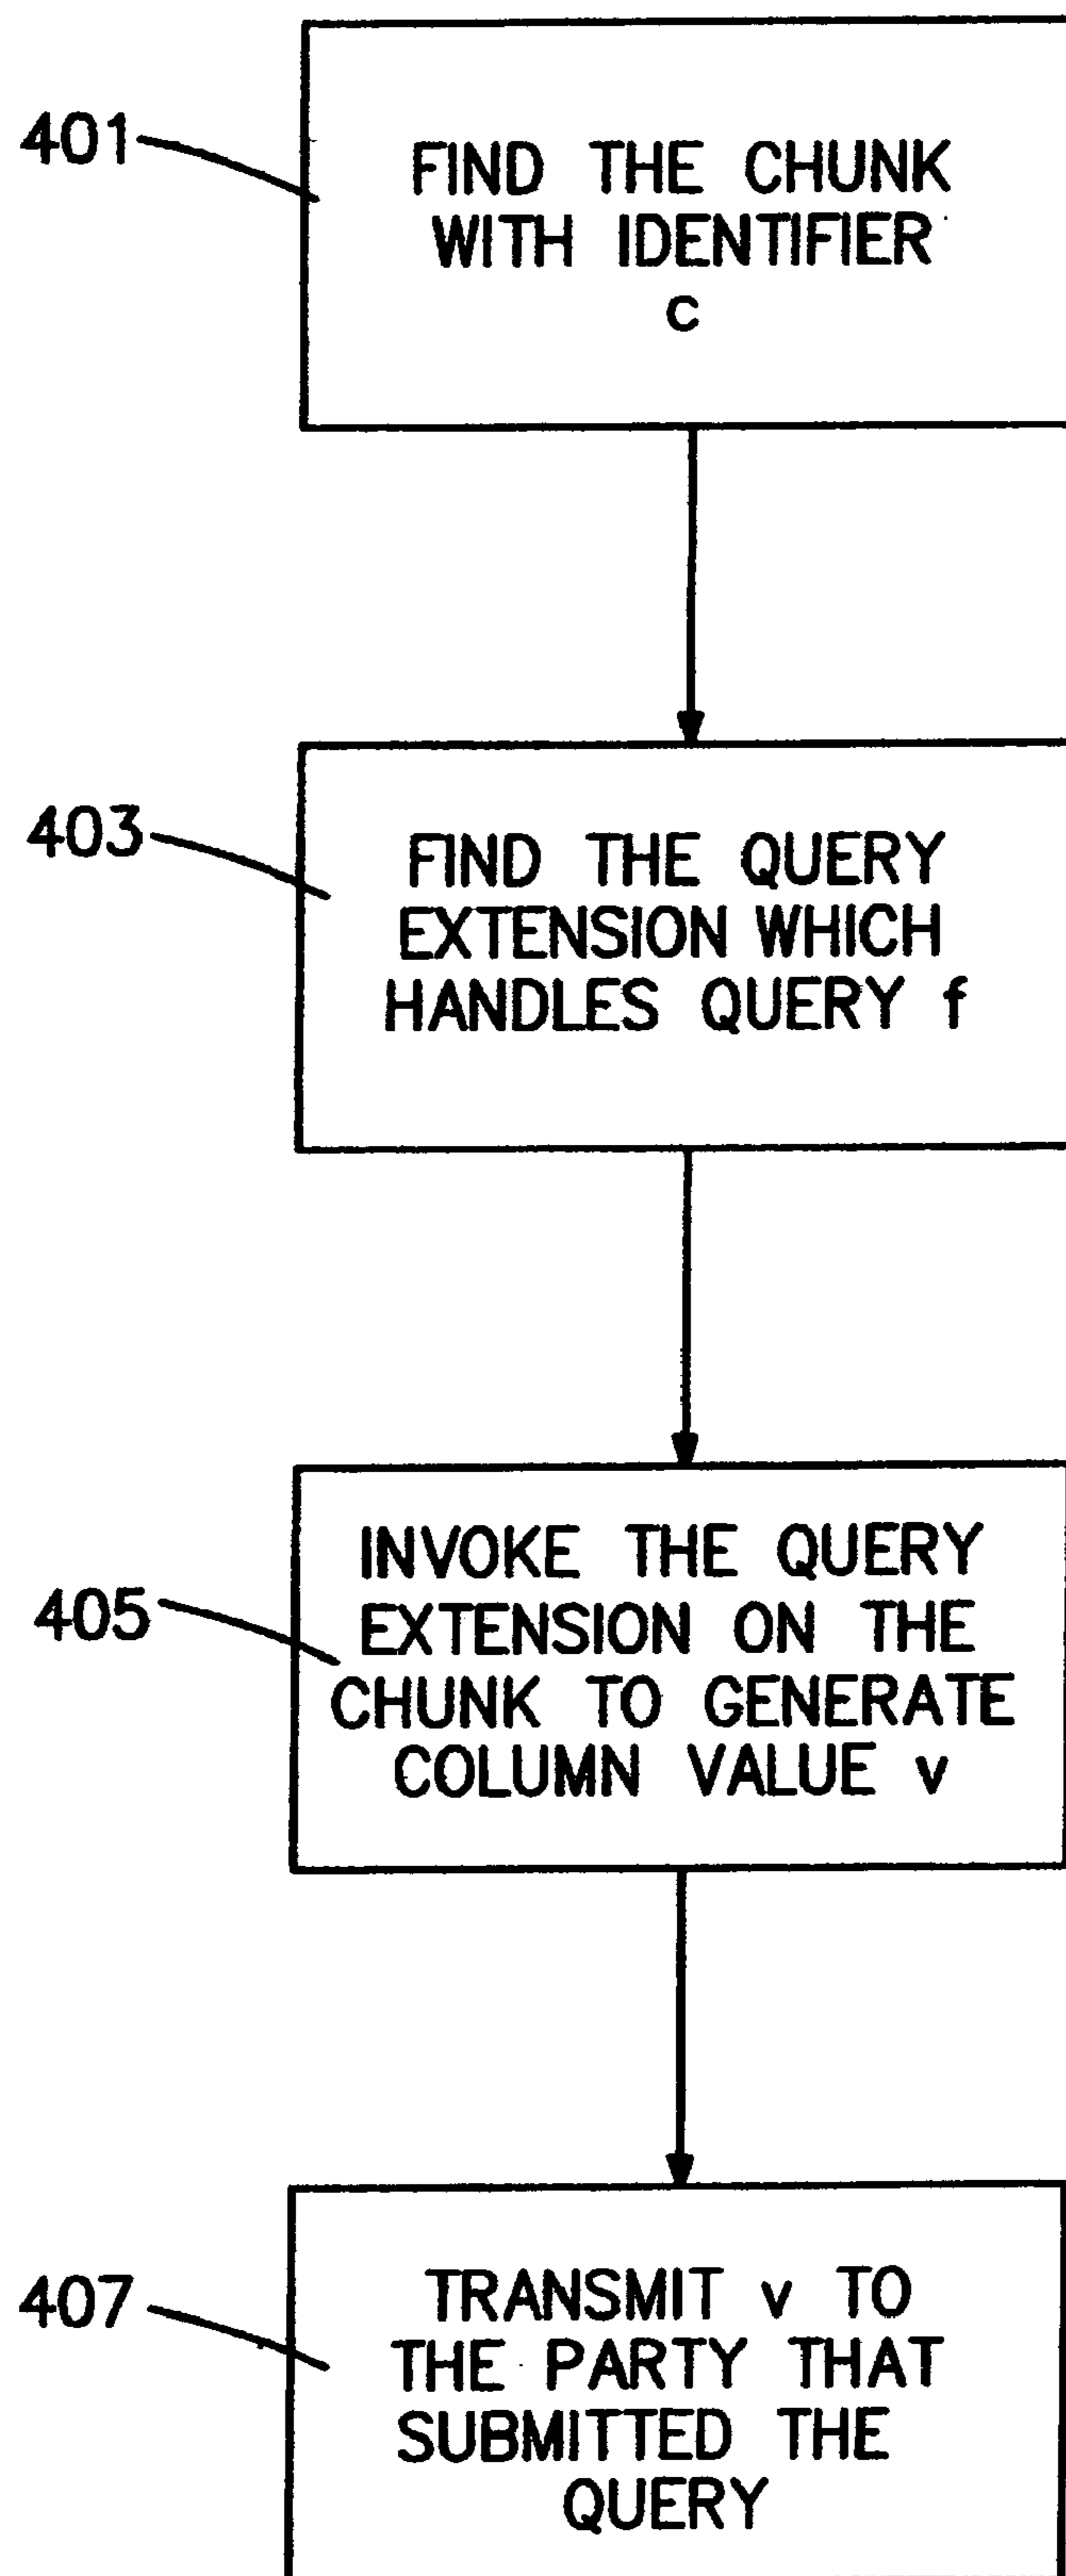 401
FIND THE CHUNK
WITH IDENTIFIER
c
403
FIND THE QUERY
EXTENSION WHICH
HANDLES QUERY f
405
INVOKE THE QUERY
EXTENSION ON THE
CHUNK TO GENERATE
COLUMN VALUE v
407
TRANSMIT v TO
THE PARTY THAT
SUBMITTED THE
QUERY